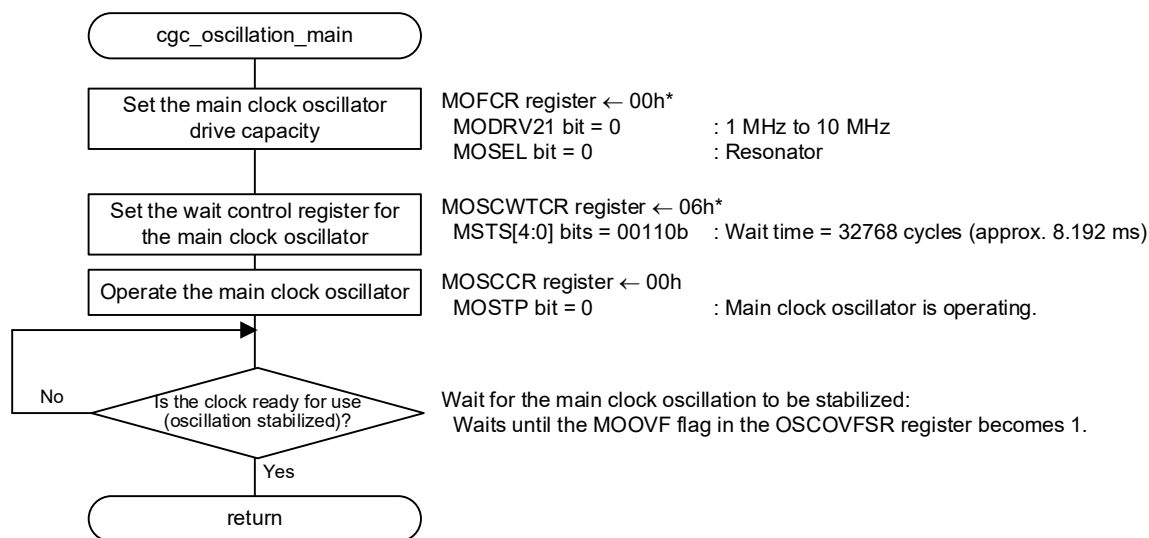 cgc_oscillation_main
Set the main clock oscillator
drive capacity
MOFCR register ← 00h*
MODRV21 bit = 0 : 1 MHz to 10 MHz
MOSEL bit = 0 : Resonator
Set the wait control register for
the main clock oscillator
MOSCWTCR register ← 06h*
MSTS[4:0] bits = 00110b : Wait time = 32768 cycles (approx. 8.192 ms)
Operate the main clock oscillator
MOSCCR register ← 00h
MOSTP bit = 0 : Main clock oscillator is operating.
No
Is the clock ready for use
(oscillation stabilized)?
Wait for the main clock oscillation to be stabilized:
Waits until the MOOVF flag in the OSCOVFSR register becomes 1.
Yes
return